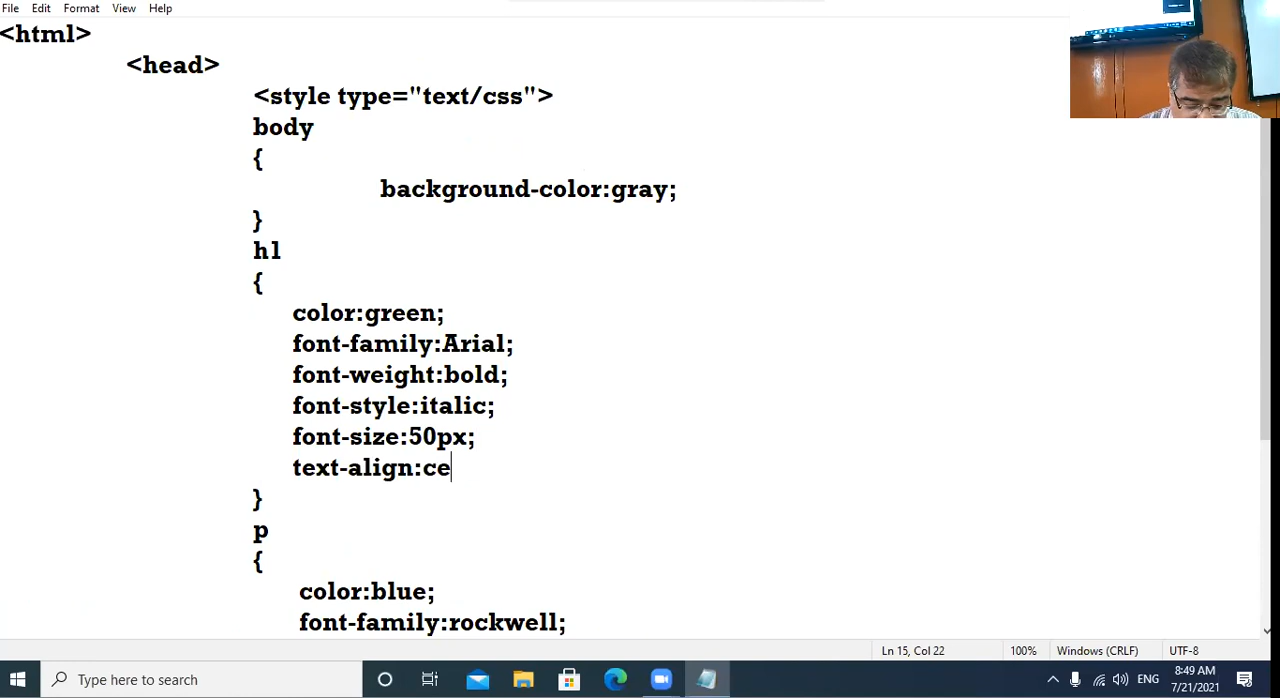 File Edit Format View Help
<html>
<head>
<style type="text/css">
body
{
background-color:gray;
}
h1
{
color:green;
font-family:Arial;
font-weight:bold;
font-style:italic;
font-size:50px;
text-align:ce
}
p
{
color:blue;
font-family:rockwell;
Ln 15, Col 22 100% Windows (CRLF) UTF-8
Type here to search ENG 8:49 AM
7/21/2021